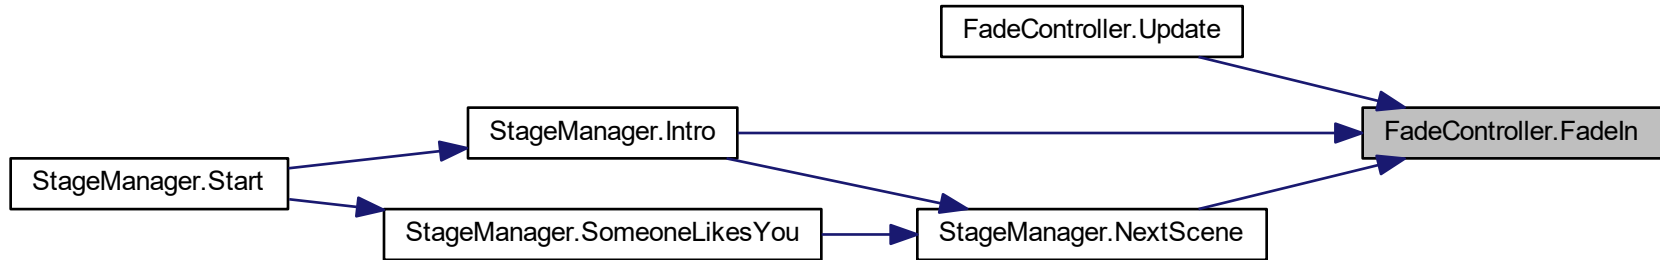 FadeController.Update
StageManager.Intro
FadeController.FadeIn
StageManager.Start
StageManager.SomeoneLikesYou
StageManager.NextScene